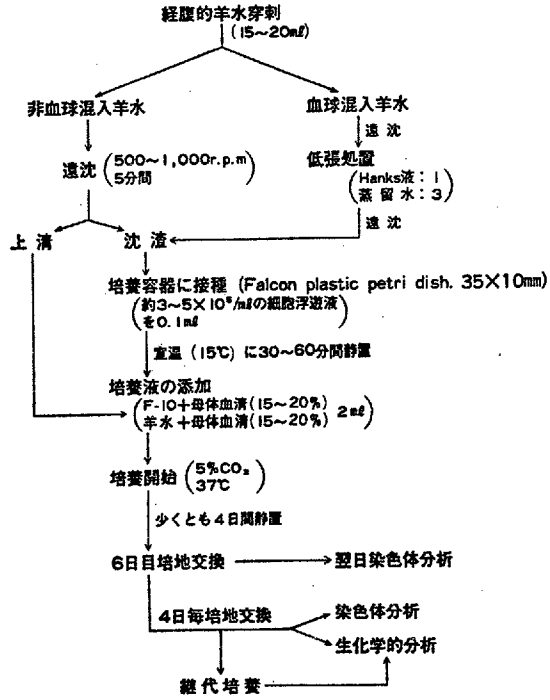 経腹的羊水穿刺
(15〜20㎖)
非血球混入羊水
血球混入羊水
遠沈
遠沈 (500〜1,000r.p.m
5分間)
低張処置
(Hanks液：1
蒸留水：3)
遠沈
上清
沈渣
培養容器に接種 (Falcon plastic petri dish. 35×10㎜)
(約3〜5×10⁵/㎖の細胞浮遊液
を0.1㎖)
室温 (15℃) に30〜60分間静置
培養液の添加
(F-10+母体血清(15〜20%)
羊水+母体血清(15〜20%) 2㎖)
培養開始 (5%CO₂
37℃)
少くとも4日間静置
6日目培地交換
翌日染色体分析
4日毎培地交換
染色体分析
生化学的分析
継代培養